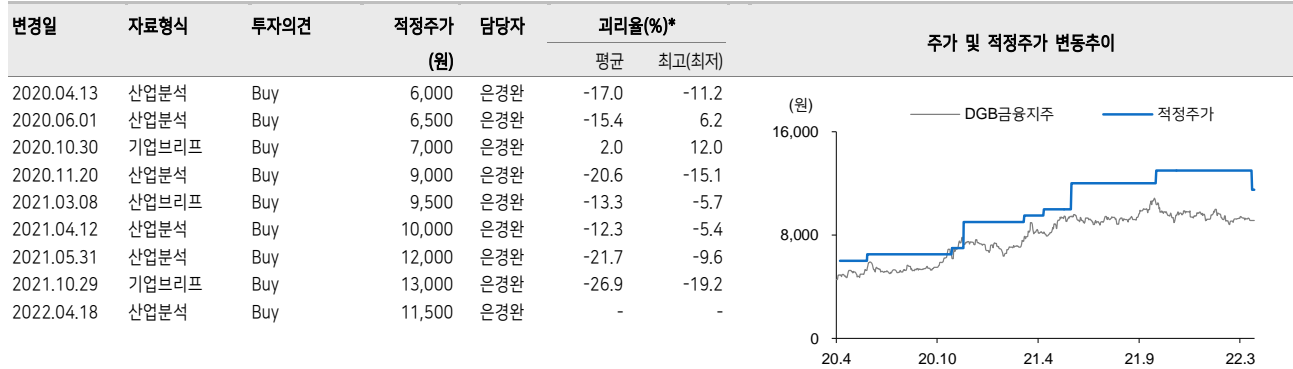 변경일 자료형식 투자의견 적정주가 담당자 괴리율(%)* 주가 및 적정주가 변동추이
(원) 평균 최고(최저)
2020.04.13 산업분석 Buy 6,000 은경완 -17.0 -11.2
2020.06.01 산업분석 Buy 6,500 은경완 -15.4 6.2
2020.10.30 기업브리프 Buy 7,000 은경완 2.0 12.0
2020.11.20 산업분석 Buy 9,000 은경완 -20.6 -15.1
2021.03.08 산업브리프 Buy 9,500 은경완 -13.3 -5.7
2021.04.12 산업분석 Buy 10,000 은경완 -12.3 -5.4
2021.05.31 산업분석 Buy 12,000 은경완 -21.7 -9.6
2021.10.29 기업브리프 Buy 13,000 은경완 -26.9 -19.2
2022.04.18 산업분석 Buy 11,500 은경완 - -
(원)
DGB금융지주 적정주가
16,000
8,000
0
20.4 20.10 21.4 21.9 22.3